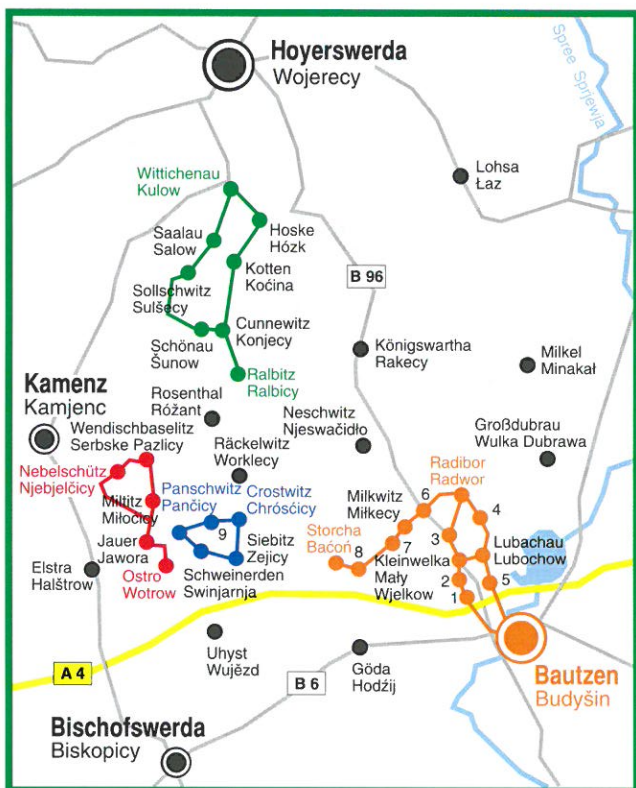 Hoyerswerda
Wojerecy
Spree Sprjewja
Lohsa
Łaz
Wittichenau
Kulow
Hoske
Hózk
Saalau
Salow
Kotten
Koćina
B 96
Sollschwitz
Sulšecy
Cunnewitz
Konjecy
Schönau
Šunow
Königswartha
Rakecy
Milkel
Minakał
Ralbitz
Ralbicy
Kamenz
Kamjenc
Rosenthal
Róžant
Wendischbaselitz
Serbske Pazlicy
Neschwitz
Njeswačidło
Großdubrau
Wulka Dubrawa
Räckelwitz
Worklecy
Radibor
Radwor
Nebelschütz
Njebjelčicy
Panschwitz
Pančicy
Crostwitz
Chrósćicy
Miltitz
Miłoćicy
Milkwitz
Miłkecy
6
4
Storcha
Baćoń
9
3
Lubachau
Lubochow
Jauer
Jawora
Siebitz
Zejicy
8
7
Kleinwelka
Mały
Wjelkow
Elstra
Halštrow
Ostro
Wotrow
Schweinerden
Swinjarnja
2
5
1
Uhyst
Wujězd
Göda
Hodźij
A 4
B 6
Bautzen
Budyšin
Bischofswerda
Biskopicy